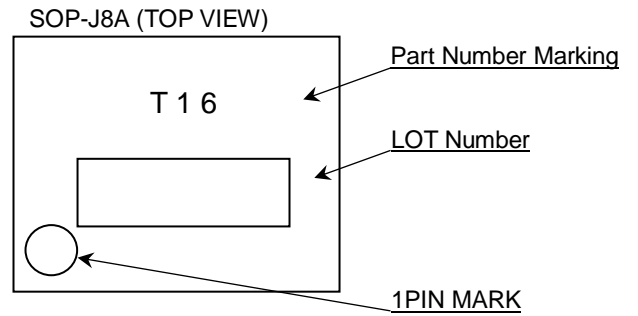 SOP-J8A (TOP VIEW)
Part Number Marking
T 1 6
LOT Number
1PIN MARK